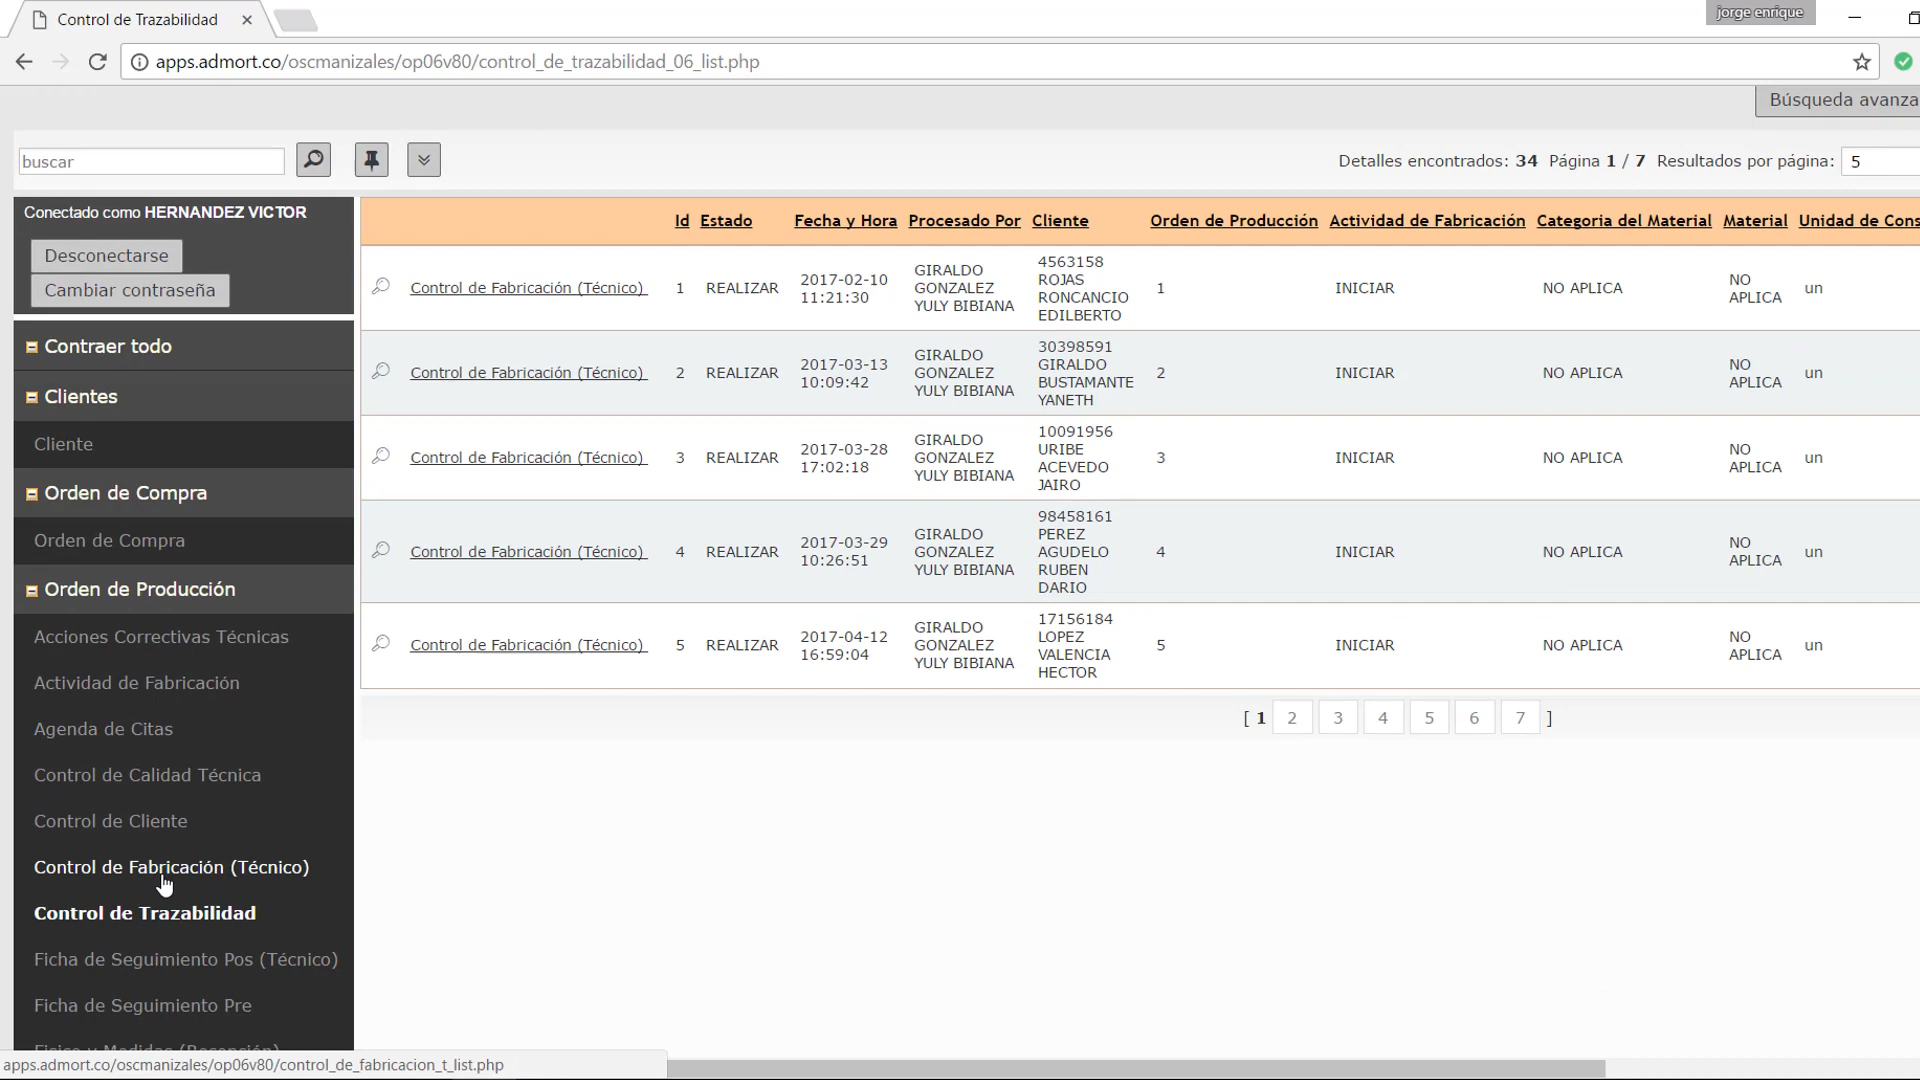 Control de Trazabilidad
jorge enrique
apps.admort.co/oscmanizales/op06v80/control_de_trazabilidad_06_list.php
Búsqueda avanza
buscar
Detalles encontrados: 34 Página 1 / 7 Resultados por página: 5
Conectado como HERNANDEZ VICTOR
Desconectarse
Cambiar contraseña
Contraer todo
Clientes
Cliente
Orden de Compra
Orden de Compra
Orden de Producción
Acciones Correctivas Técnicas
Actividad de Fabricación
Agenda de Citas
Control de Calidad Técnica
Control de Cliente
Control de Fabricación (Técnico)
Control de Trazabilidad
Ficha de Seguimiento Pos (Técnico)
Ficha de Seguimiento Pre
Id Estado Fecha y Hora Procesado Por Cliente Orden de Producción Actividad de Fabricación Categoria del Material Material Unidad de Cons
Control de Fabricación (Técnico) 1 REALIZAR 2017-02-10 11:21:30 GIRALDO GONZALEZ YULY BIBIANA 4563158 ROJAS RONCANCIO EDILBERTO 1 INICIAR NO APLICA NO APLICA un
Control de Fabricación (Técnico) 2 REALIZAR 2017-03-13 10:09:42 GIRALDO GONZALEZ YULY BIBIANA 30398591 GIRALDO BUSTAMANTE YANETH 2 INICIAR NO APLICA NO APLICA un
Control de Fabricación (Técnico) 3 REALIZAR 2017-03-28 17:02:18 GIRALDO GONZALEZ YULY BIBIANA 10091956 URIBE ACEVEDO JAIRO 3 INICIAR NO APLICA NO APLICA un
Control de Fabricación (Técnico) 4 REALIZAR 2017-03-29 10:26:51 GIRALDO GONZALEZ YULY BIBIANA 98458161 PEREZ AGUDELO RUBEN DARIO 4 INICIAR NO APLICA NO APLICA un
Control de Fabricación (Técnico) 5 REALIZAR 2017-04-12 16:59:04 GIRALDO GONZALEZ YULY BIBIANA 17156184 LOPEZ VALENCIA HECTOR 5 INICIAR NO APLICA NO APLICA un
[ 1 2 3 4 5 6 7 ]
apps.admort.co/oscmanizales/op06v80/control_de_fabricacion_t_list.php